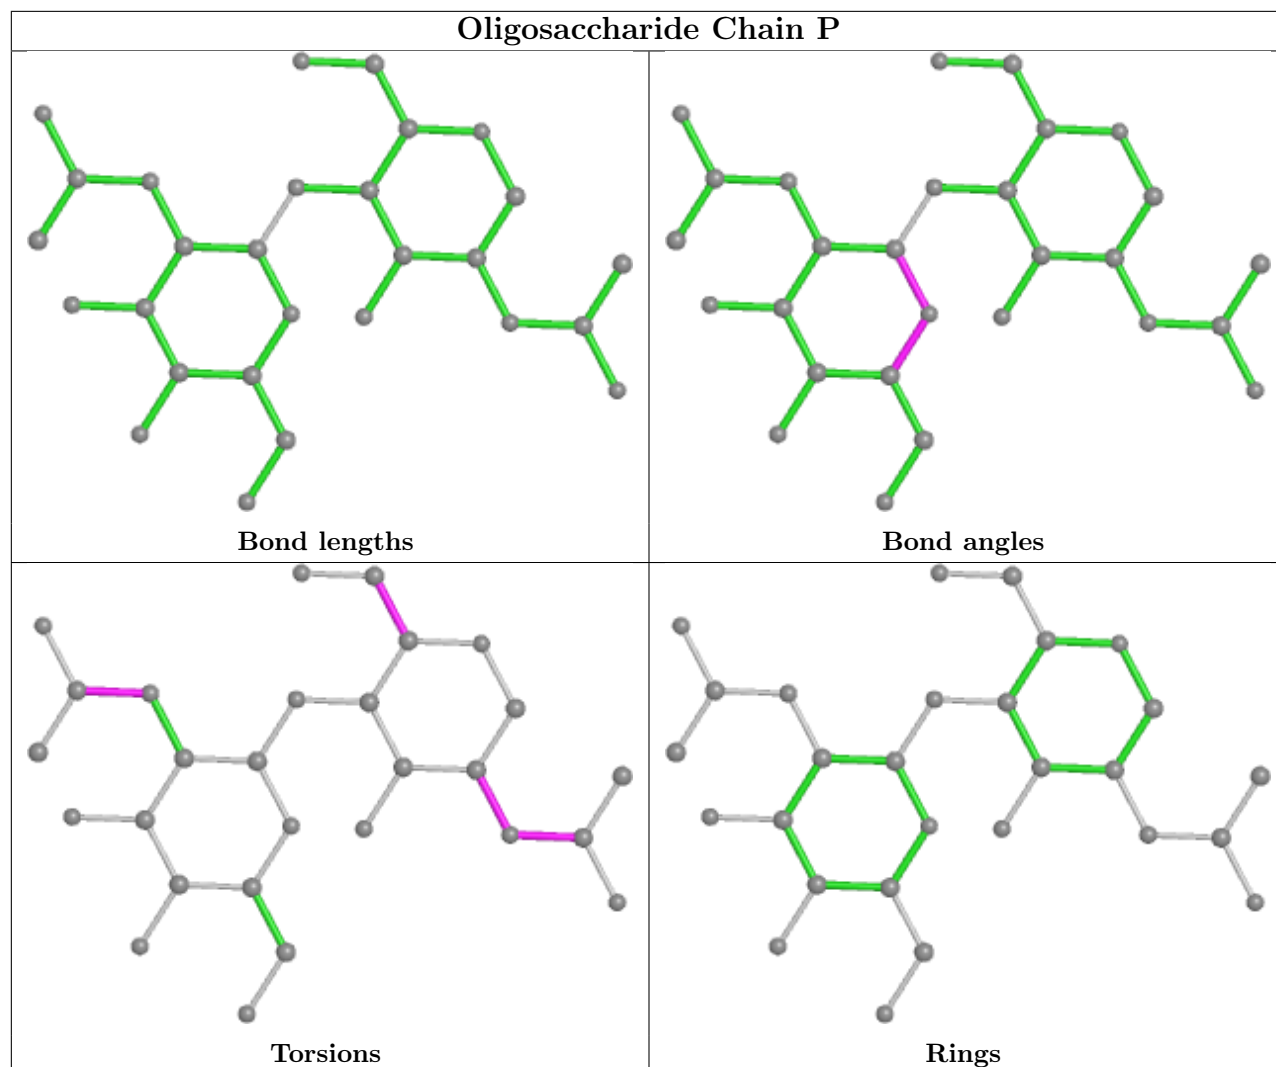 Oligosaccharide Chain P
Bond lengths
Bond angles
Torsions
Rings